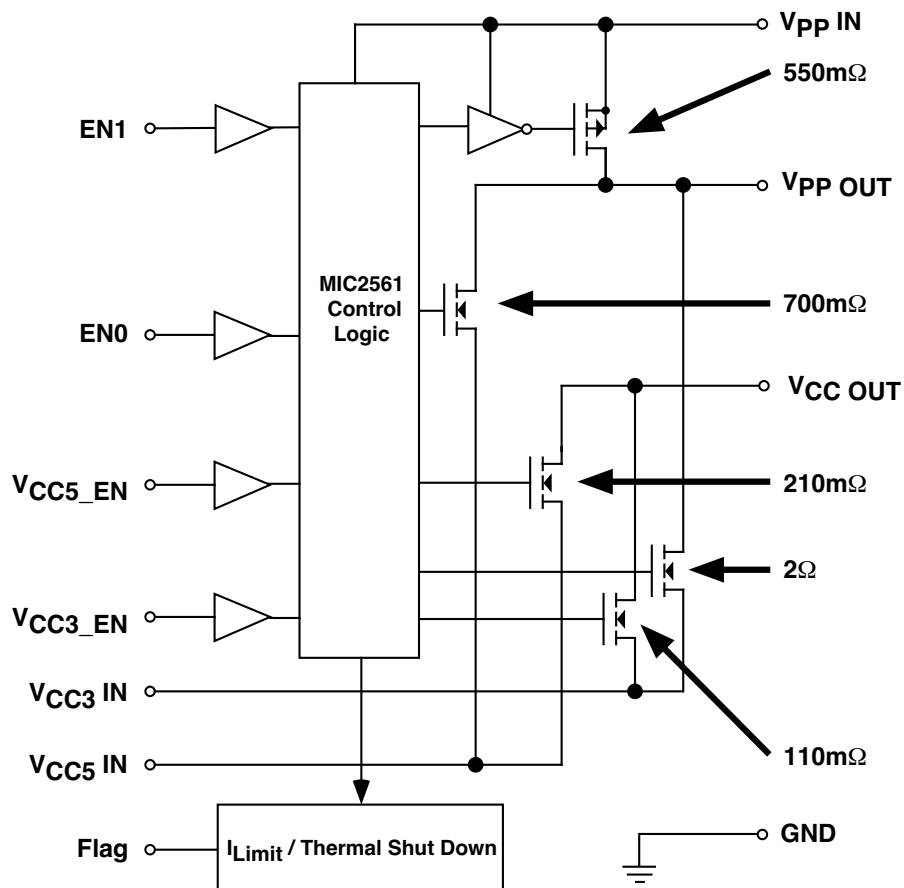 VPP IN
550mΩ
EN1
VPP OUT
MIC2561
Control
Logic
700mΩ
EN0
VCC OUT
VCC5_EN
210mΩ
2Ω
VCC3_EN
VCC3 IN
110mΩ
VCC5 IN
Flag
ILimit / Thermal Shut Down
GND